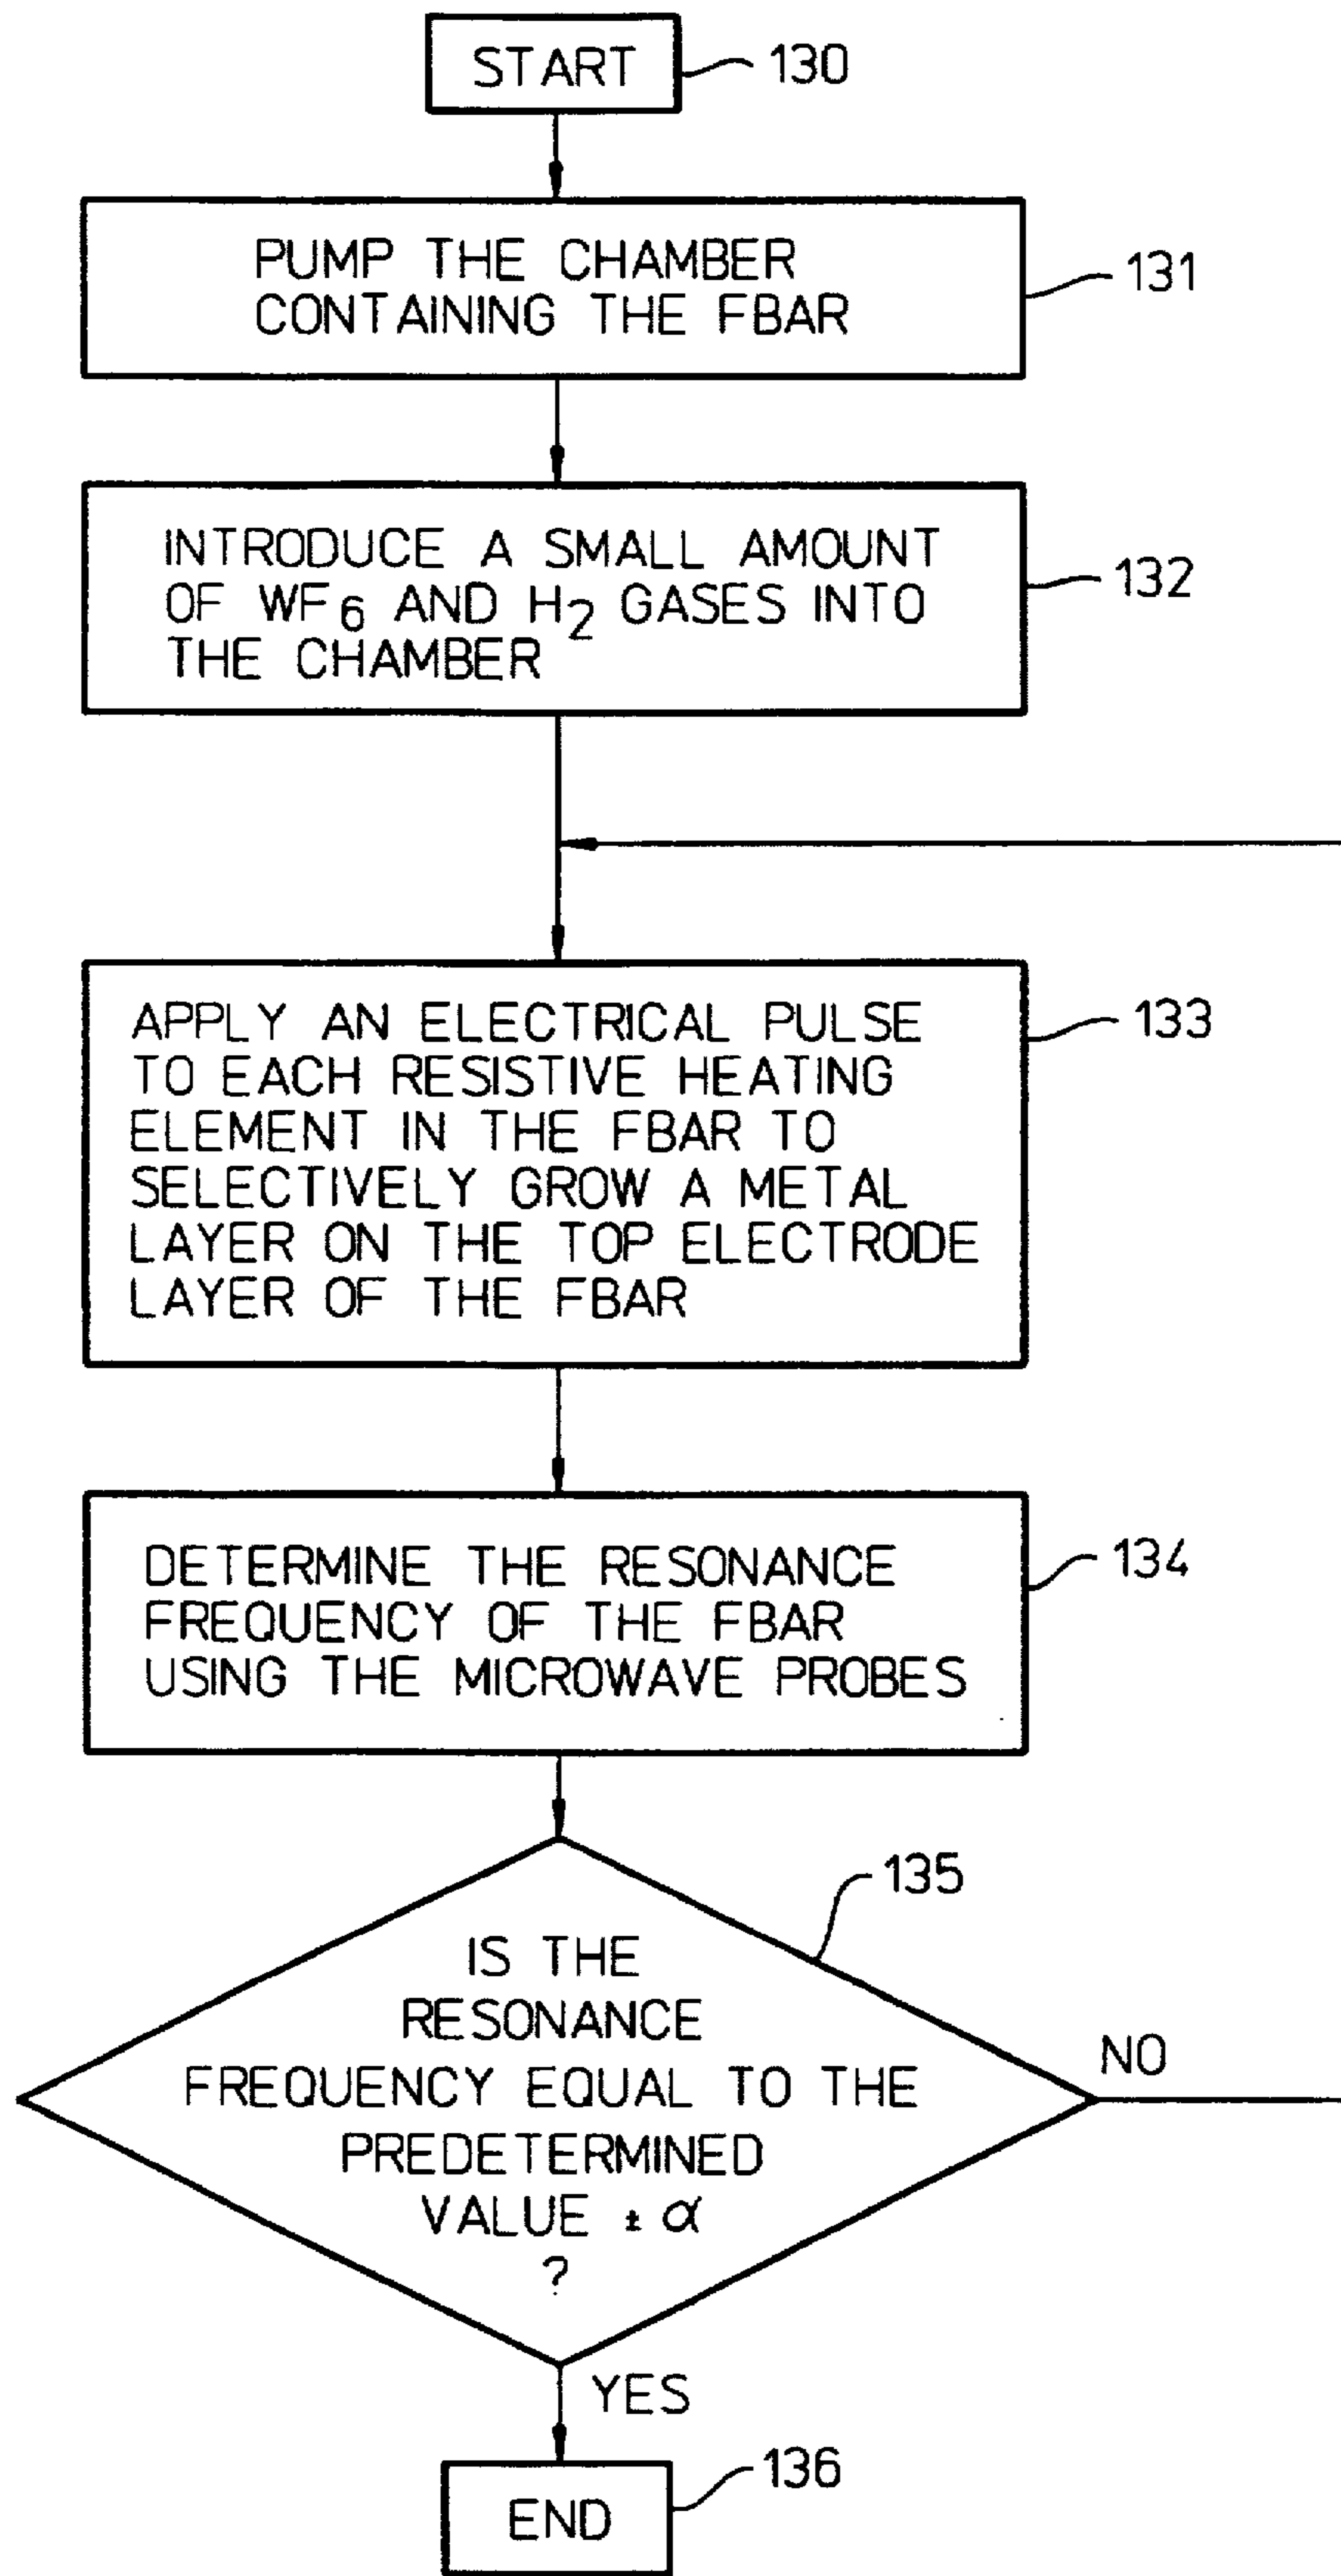 START
130
PUMP THE CHAMBER
CONTAINING THE FBAR
131
INTRODUCE A SMALL AMOUNT
OF WF6 AND H2 GASES INTO
THE CHAMBER
132
APPLY AN ELECTRICAL PULSE
TO EACH RESISTIVE HEATING
ELEMENT IN THE FBAR TO
SELECTIVELY GROW A METAL
LAYER ON THE TOP ELECTRODE
LAYER OF THE FBAR
133
DETERMINE THE RESONANCE
FREQUENCY OF THE FBAR
USING THE MICROWAVE PROBES
134
IS THE
RESONANCE
FREQUENCY EQUAL TO THE
PREDETERMINED
VALUE ± α
?
135
NO
YES
END
136